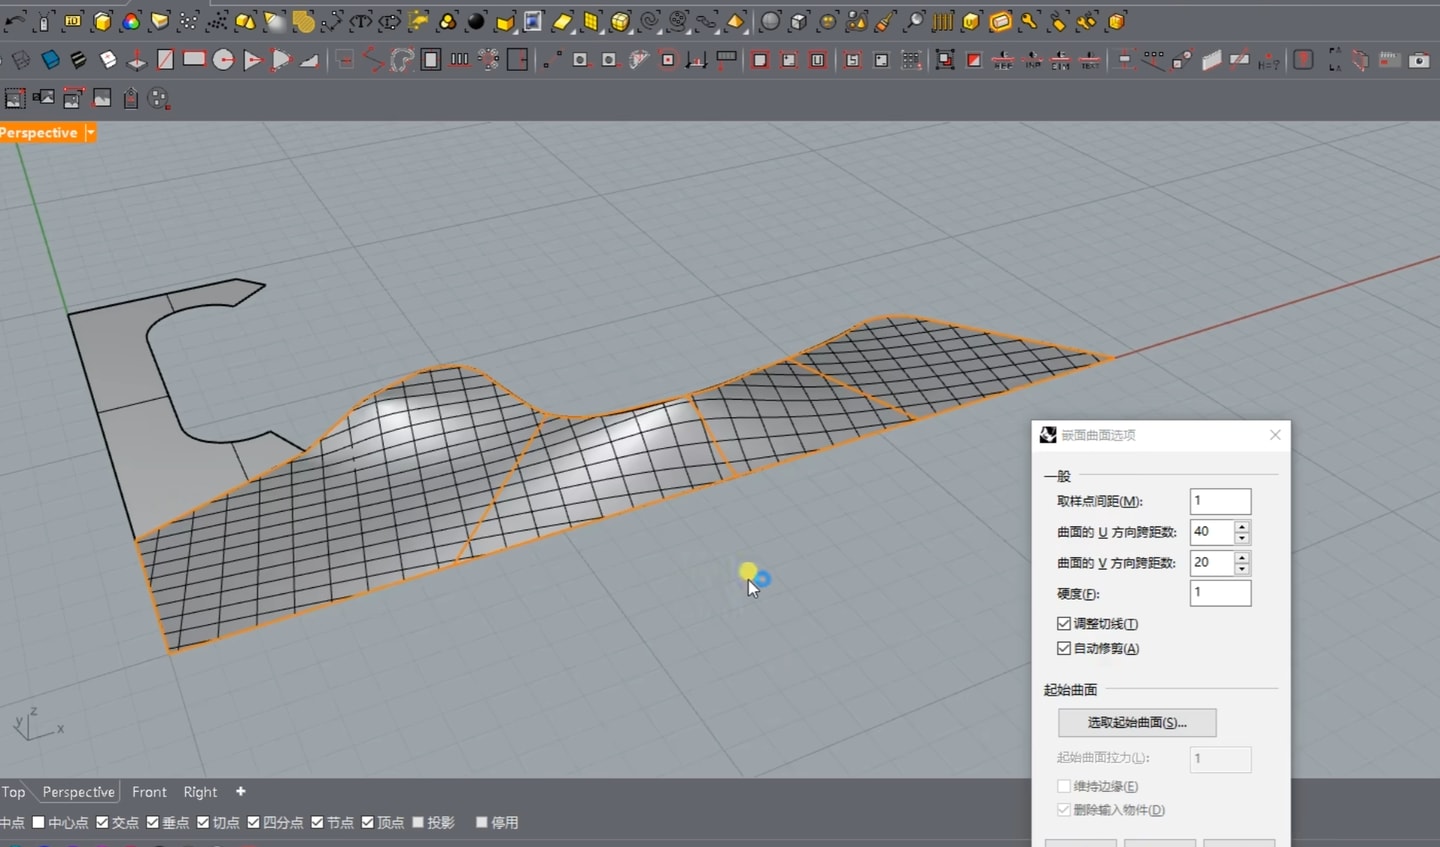 Perspective
嵌面曲面选项
一般
取样点间距(M):
1
曲面的 U 方向跨距数:
40
曲面的 V 方向跨距数:
20
硬度(F):
1
调整切线(T)
自动修剪(A)
起始曲面
选取起始曲面(S)...
起始曲面拉力(L):
1
维持边缘(E)
删除输入物件(D)
z
y
x
Top Perspective Front Right
中点 中心点 交点 垂点 切点 四分点 节点 顶点 投影 停用